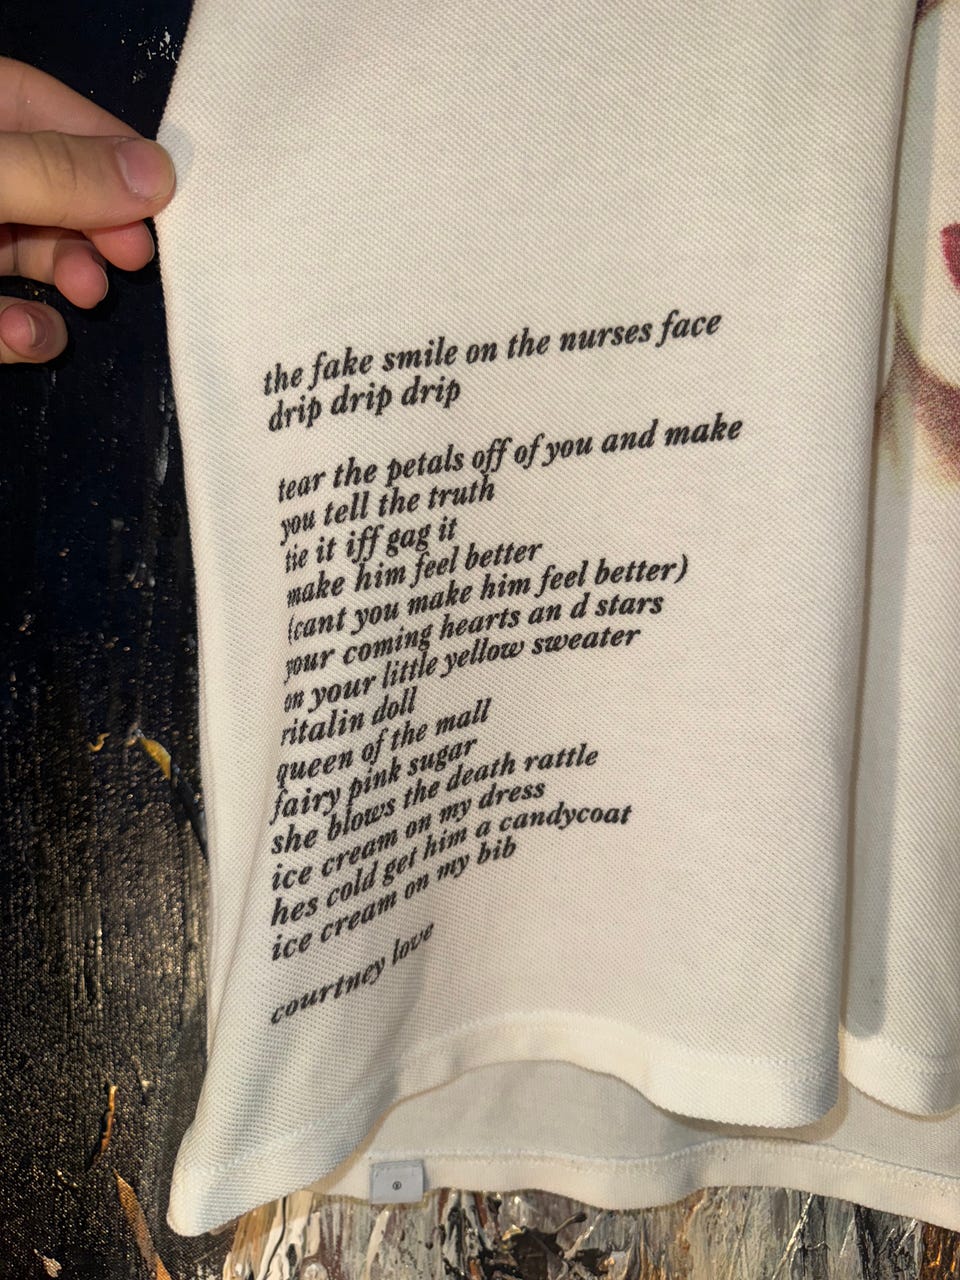 the fake smile on the nurses face
drip drip drip
tear the petals off of you and make
you tell the truth
tie it iff gag it
make him feel better
(cant you make him feel better)
your coming hearts an d stars
on your little yellow sweater
ritalin doll
queen of the mall
fairy pink sugar
she blows the death rattle
ice cream on my dress
hes cold get him a candycoat
ice cream on my bib
courtney love
®